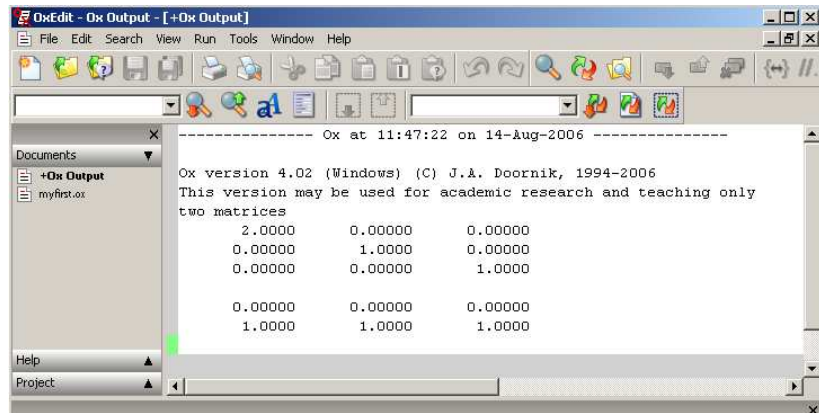 OxEdit - Ox Output - [+Ox Output]
File Edit Search View Run Tools Window Help
Documents
+Ox Output
myfirst.ox
Help
Project
--------------- Ox at 11:47:22 on 14-Aug-2006 ---------------
Ox version 4.02 (Windows) (C) J.A. Doornik, 1994-2006
This version may be used for academic research and teaching only
two matrices
2.0000 0.00000 0.00000
0.00000 1.0000 0.00000
0.00000 0.00000 1.0000
0.00000 0.00000 0.00000
1.0000 1.0000 1.0000